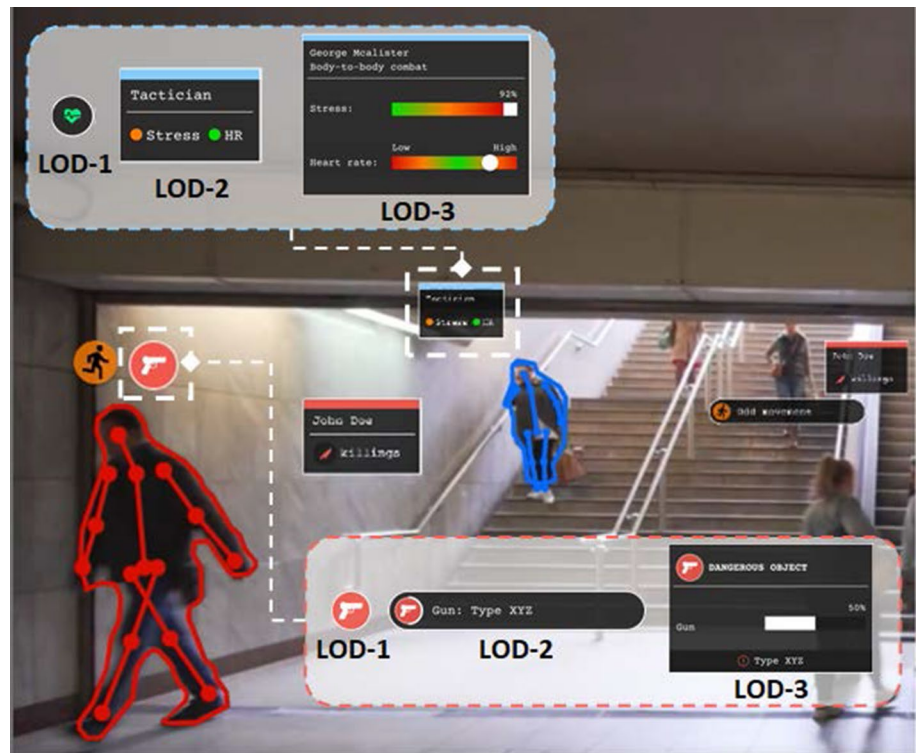 George Mcalister
Body-to-body combat
92%
Stress:
Low High
Heart rate:
Tactician
Stress HR
LOD-1
LOD-2
LOD-3
Tactician
Stress HR
John Doe
killings
John Doe
killings
Odd movement
DANGEROUS OBJECT
50%
Gun
Type XYZ
Gun: Type XYZ
LOD-1
LOD-2
LOD-3